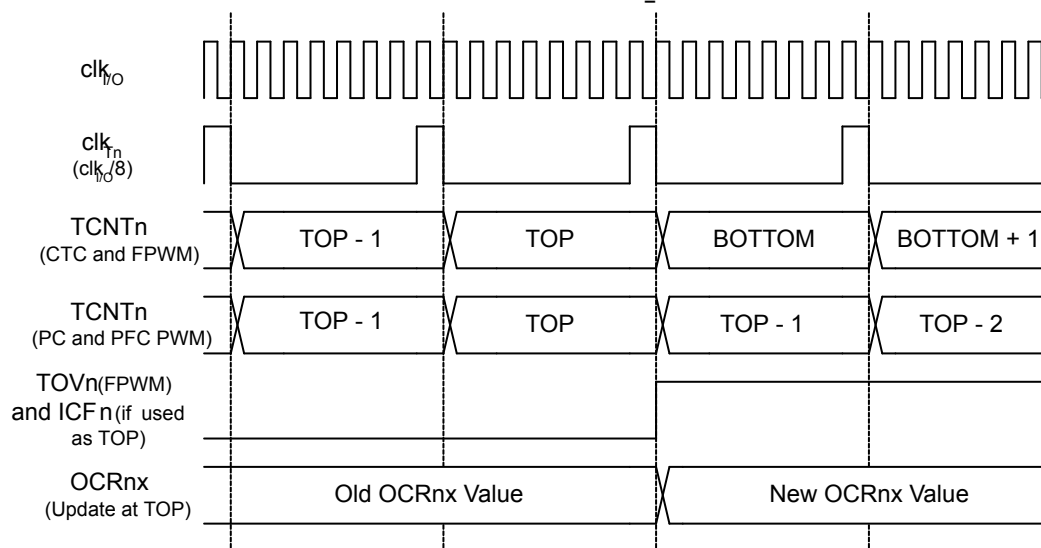 clkI/O
clkTn
(clkI/O/8)
TCNTn
(CTC and FPWM)
TOP - 1
TOP
BOTTOM
BOTTOM + 1
TCNTn
(PC and PFC PWM)
TOP - 1
TOP
TOP - 1
TOP - 2
TOVn(FPWM)
and ICFn(if used
as TOP)
OCRnx
(Update at TOP)
Old OCRnx Value
New OCRnx Value